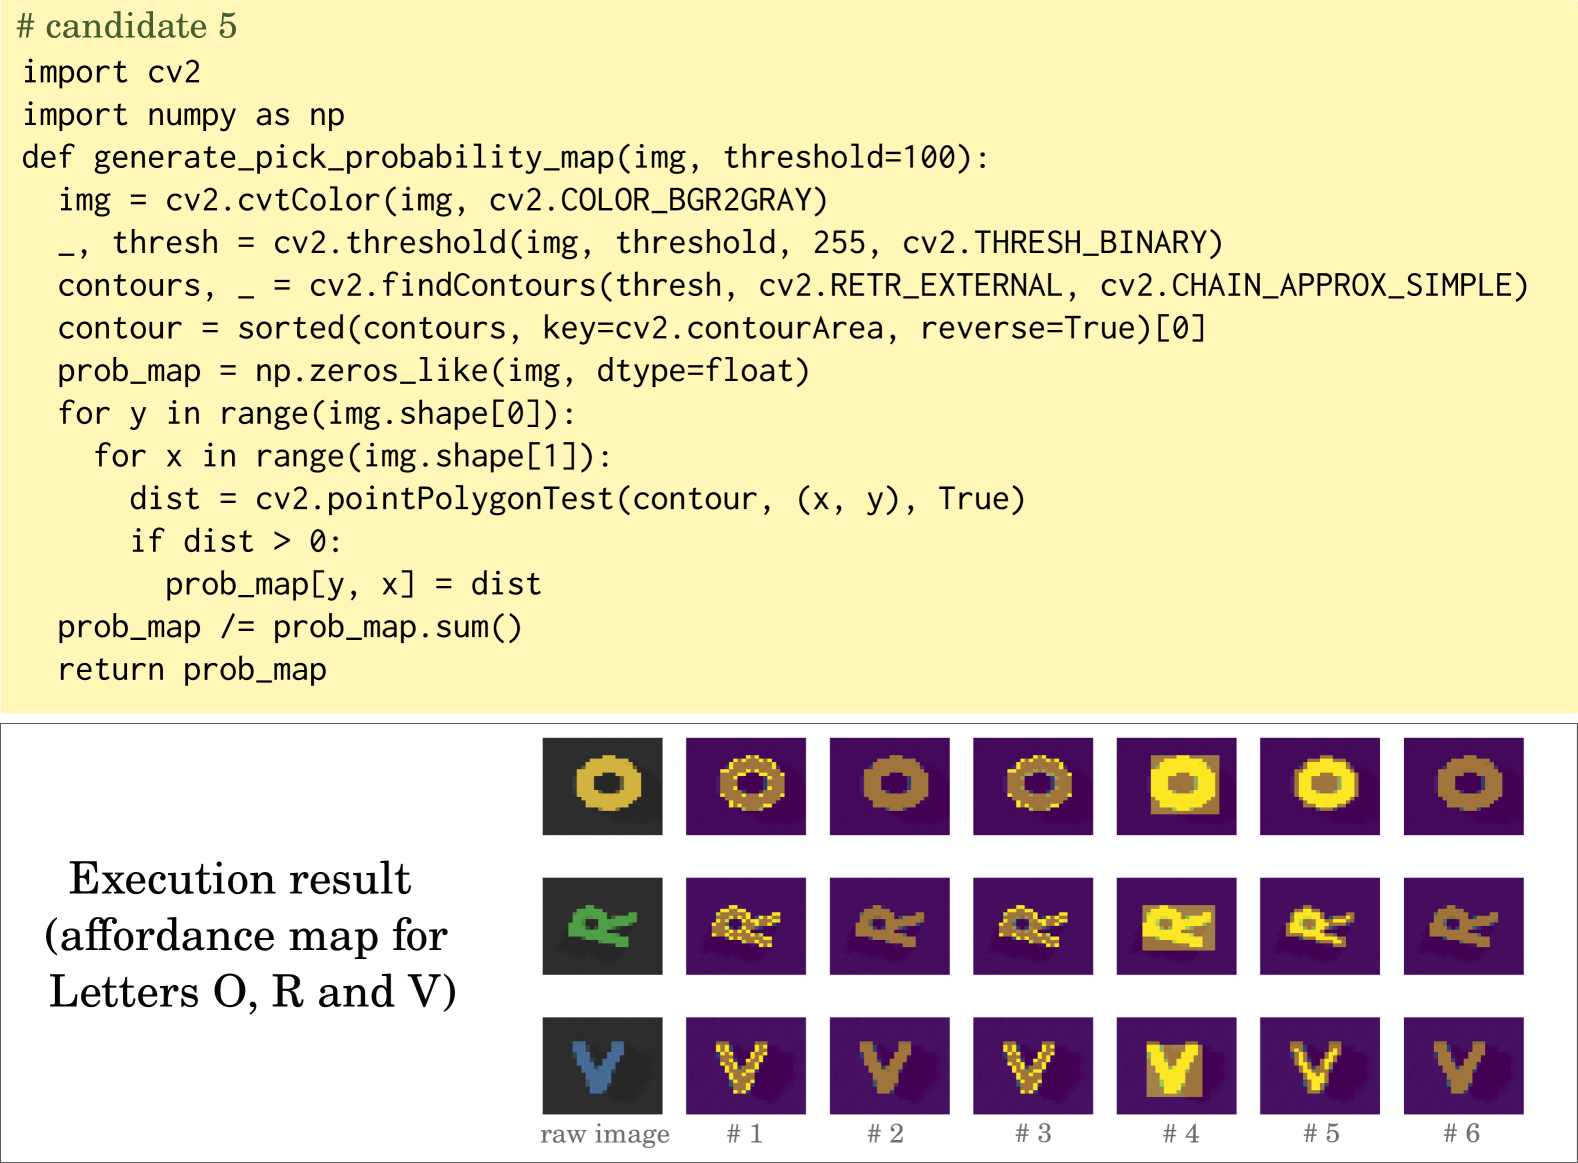 # candidate 5
import cv2
import numpy as np
def generate_pick_probability_map(img, threshold=100):
  img = cv2.cvtColor(img, cv2.COLOR_BGR2GRAY)
  _, thresh = cv2.threshold(img, threshold, 255, cv2.THRESH_BINARY)
  contours, _ = cv2.findContours(thresh, cv2.RETR_EXTERNAL, cv2.CHAIN_APPROX_SIMPLE)
  contour = sorted(contours, key=cv2.contourArea, reverse=True)[0]
  prob_map = np.zeros_like(img, dtype=float)
  for y in range(img.shape[0]):
    for x in range(img.shape[1]):
      dist = cv2.pointPolygonTest(contour, (x, y), True)
      if dist > 0:
        prob_map[y, x] = dist
  prob_map /= prob_map.sum()
  return prob_map
Execution result
(affordance map for
Letters O, R and V)
raw image # 1 # 2 # 3 # 4 # 5 # 6